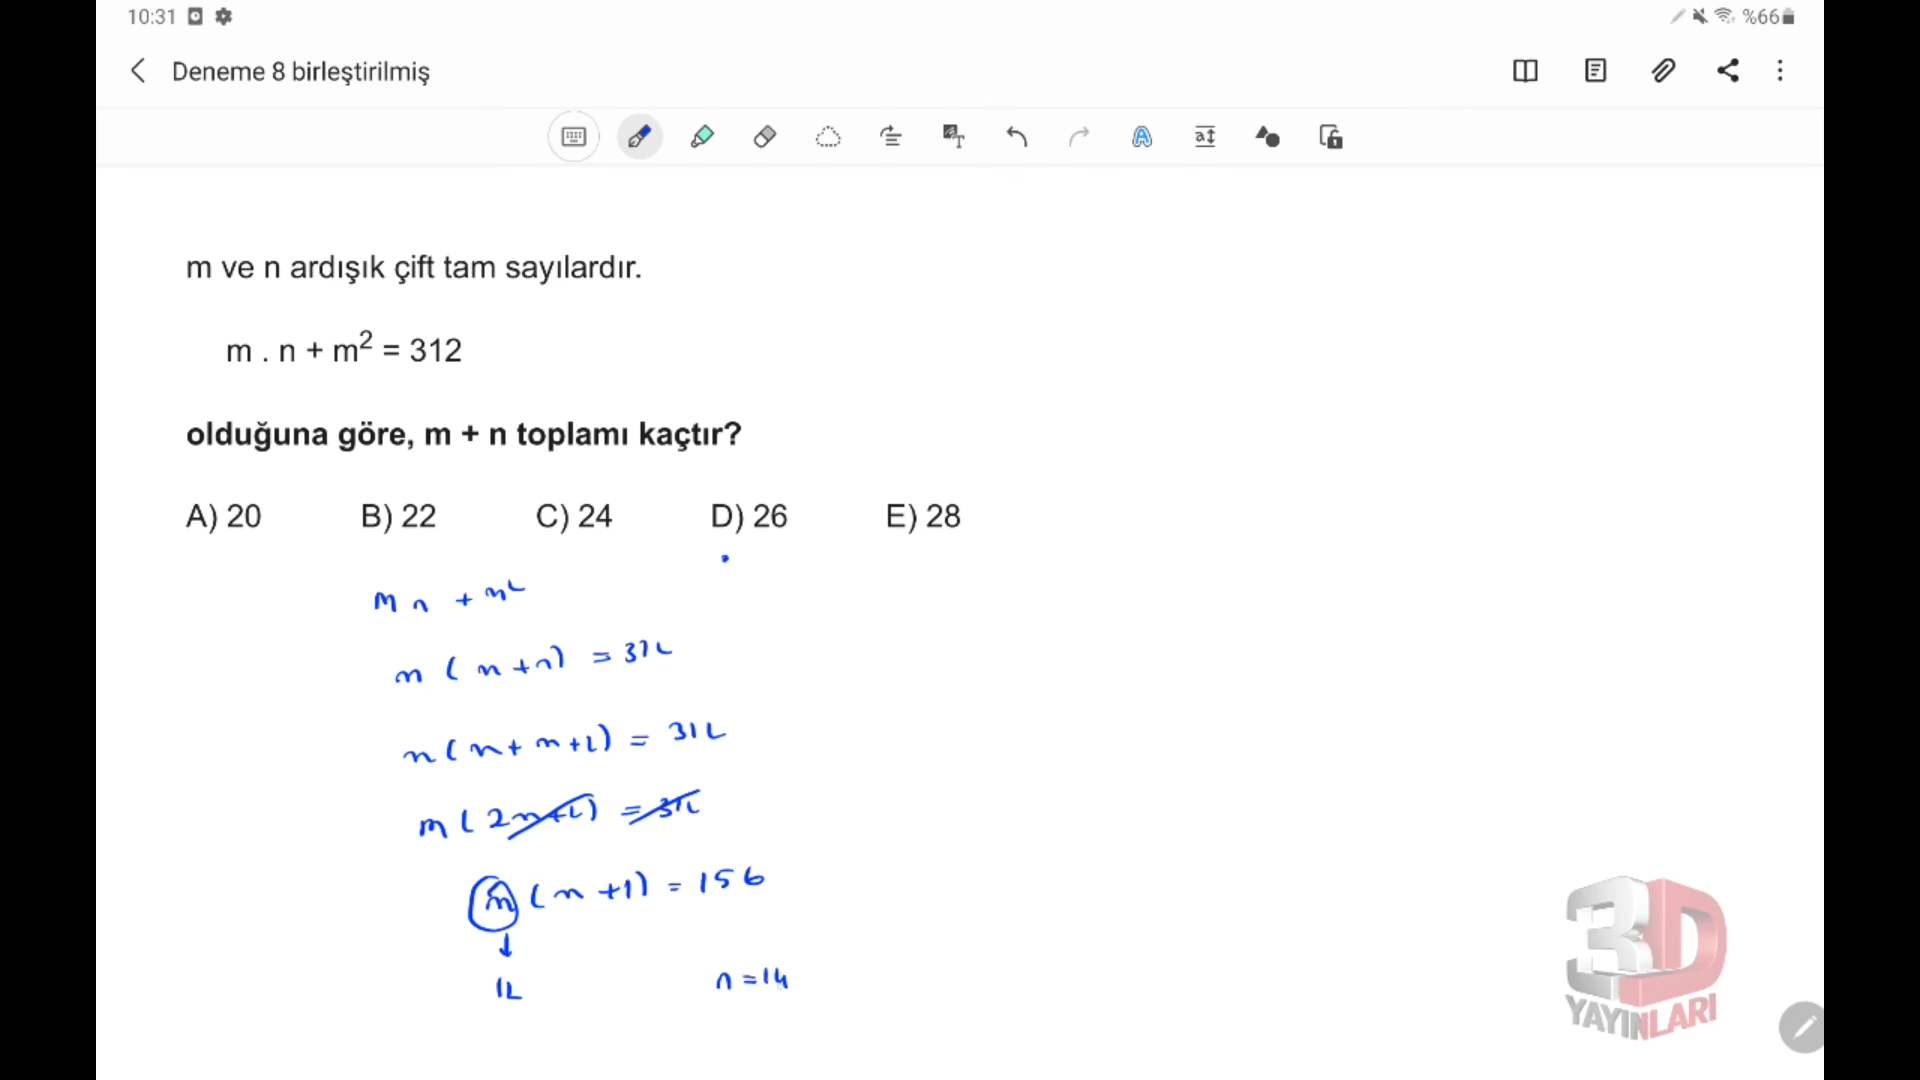 10:31 %66
Deneme 8 birleştirilmiş
m ve n ardışık çift tam sayılardır.
m . n + m² = 312
olduğuna göre, m + n toplamı kaçtır?
A) 20 B) 22 C) 24 D) 26 E) 28
m n + m²
m ( m + n ) = 312
m ( m + m + 2 ) = 312
m ( 2m + 2 ) = 312
m ( m + 1 ) = 156
12 n = 14
3D
YAYINLARI